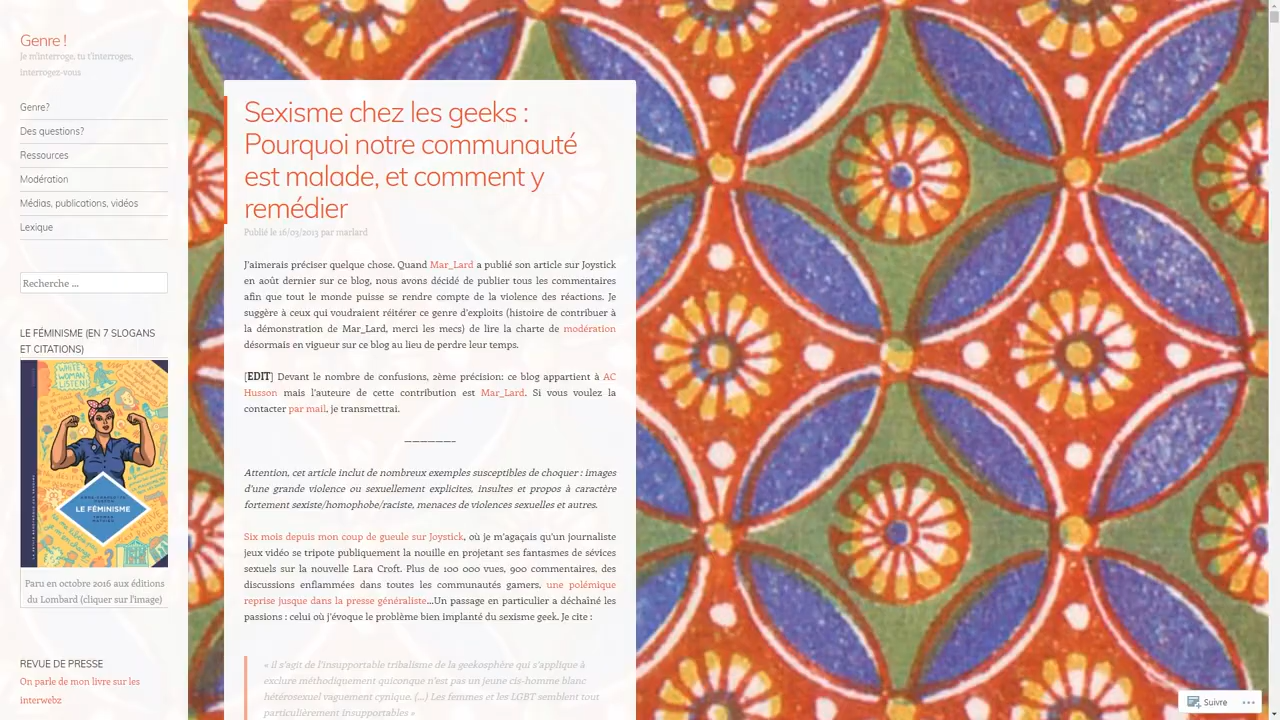 Genre !
Je m'interroge, tu t'interroges,
interrogez-vous
Genre?
Des questions?
Ressources
Modération
Médias, publications, vidéos
Lexique
Recherche …
LE FÉMINISME (EN 7 SLOGANS
ET CITATIONS)
WHITE
WOMAN
LISTEN!
LE FÉMINISME
Paru en octobre 2016 aux éditions
du Lombard (cliquer sur l'image)
REVUE DE PRESSE
On parle de mon livre sur les
interwebz
Sexisme chez les geeks :
Pourquoi notre communauté
est malade, et comment y
remédier
Publié le 16/03/2013 par marlard
J'aimerais préciser quelque chose. Quand Mar_Lard a publié son article sur Joystick
en août dernier sur ce blog, nous avons décidé de publier tous les commentaires
afin que tout le monde puisse se rendre compte de la violence des réactions. Je
suggère à ceux qui voudraient réitérer ce genre d'exploits (histoire de contribuer à
la démonstration de Mar_Lard, merci les mecs) de lire la charte de modération
désormais en vigueur sur ce blog au lieu de perdre leur temps.
[EDIT] Devant le nombre de confusions, 2ème précision: ce blog appartient à AC
Husson mais l'auteure de cette contribution est Mar_Lard. Si vous voulez la
contacter par mail, je transmettrai.
——————–
Attention, cet article inclut de nombreux exemples susceptibles de choquer : images
d'une grande violence ou sexuellement explicites, insultes et propos à caractère
fortement sexiste/homophobe/raciste, menaces de violences sexuelles et autres.
Six mois depuis mon coup de gueule sur Joystick, où je m'agaçais qu'un journaliste
jeux vidéo se tripote publiquement la nouille en projetant ses fantasmes de sévices
sexuels sur la nouvelle Lara Croft. Plus de 100 000 vues, 900 commentaires, des
discussions enflammées dans toutes les communautés gamers, une polémique
reprise jusque dans la presse généraliste…Un passage en particulier a déchaîné les
passions : celui où j'évoque le problème bien implanté du sexisme geek. Je cite :
« il s'agit de l'insupportable tribalisme de la geekosphère qui s'applique à
exclure méthodiquement quiconque n'est pas un jeune cis-homme blanc
hétérosexuel vaguement cynique. (…) Les femmes et les LGBT semblent tout
particulièrement insupportables »
Suivre